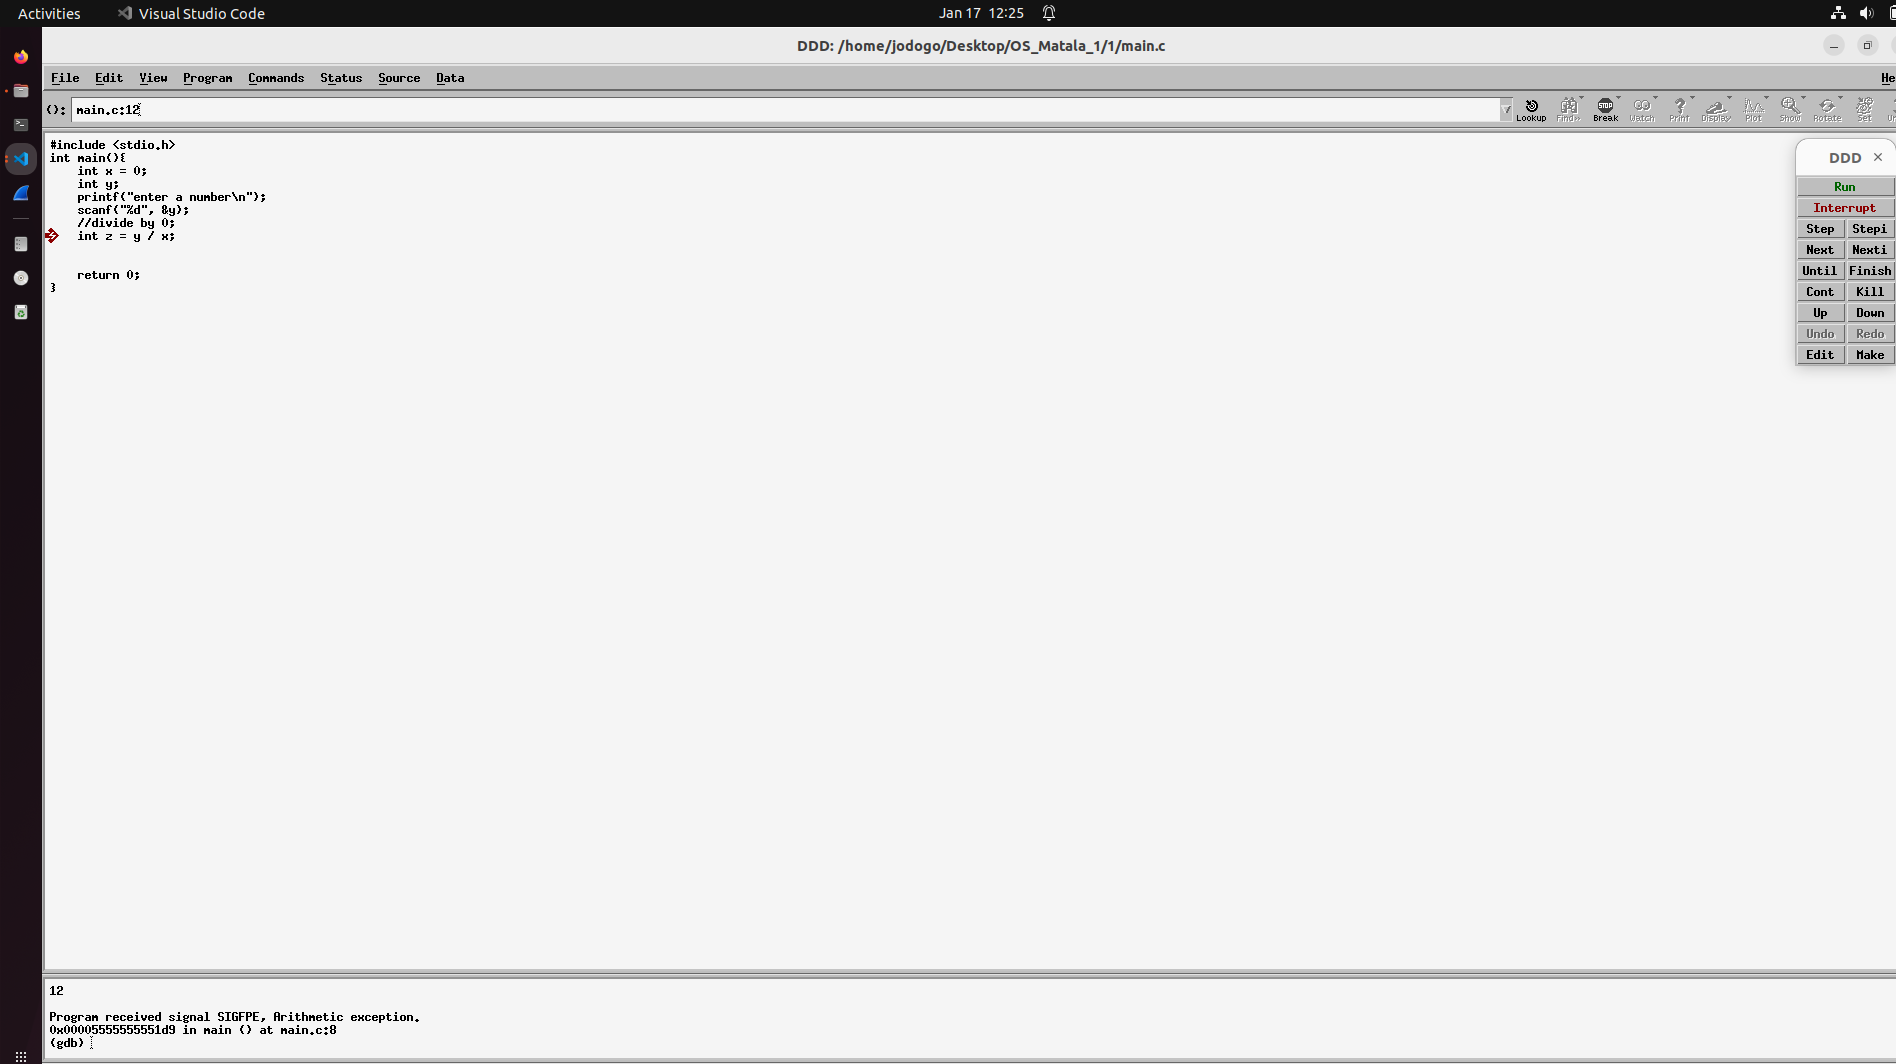 Activities
Visual Studio Code
Jan 17 12:25
DDD: /home/jodogo/Desktop/OS_Matala_1/1/main.c
File Edit View Program Commands Status Source Data He
(): main.c:12
Lookup Find» Break Watch Print Display Plot Show Rotate Set
#include <stdio.h>
int main(){
    int x = 0;
    int y;
    printf("enter a number\n");
    scanf("%d", &y);
    //divide by 0;
    int z = y / x;
    return 0;
}
DDD ×
Run
Interrupt
Step Stepi
Next Nexti
Until Finish
Cont Kill
Up Down
Undo Redo
Edit Make
12
Program received signal SIGFPE, Arithmetic exception.
0x00005555555551d9 in main () at main.c:8
(gdb)